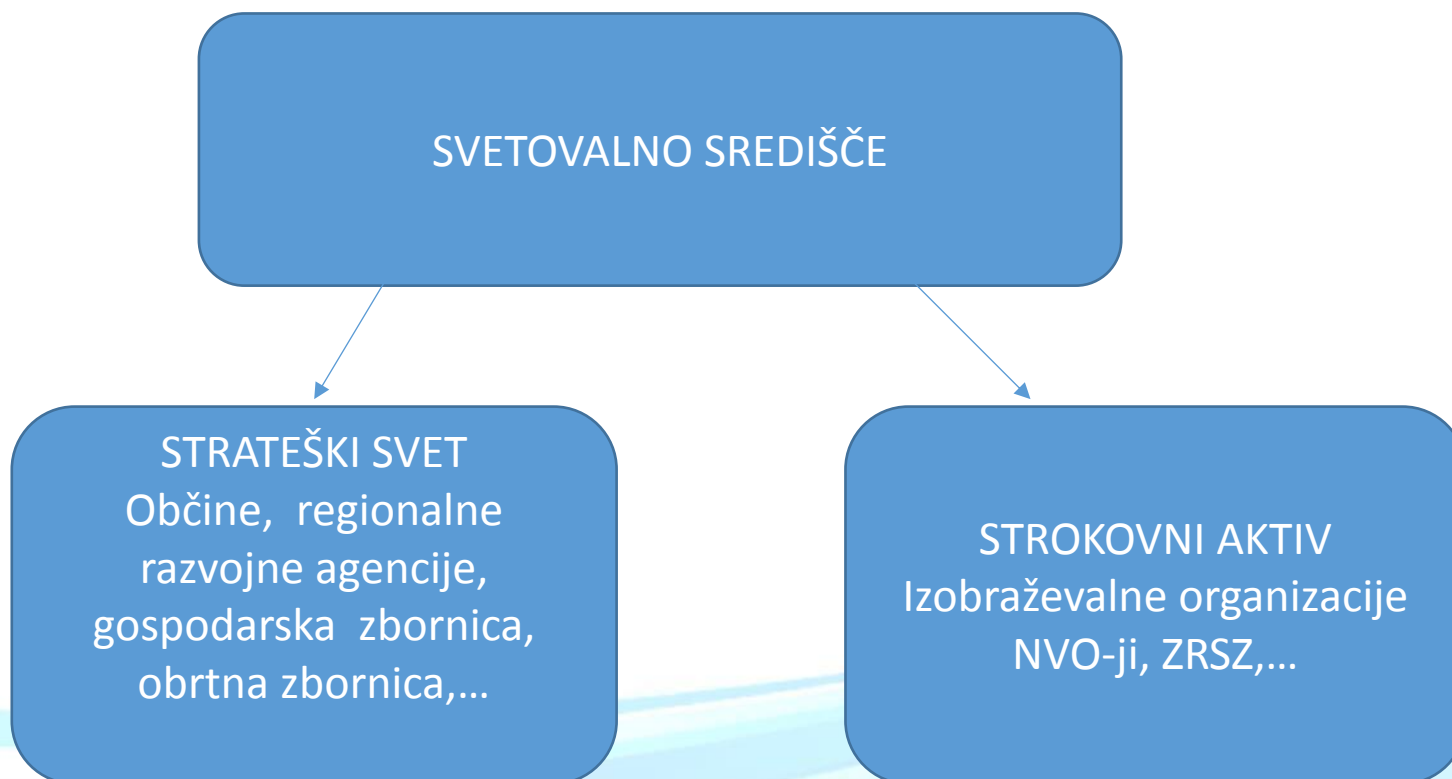 SVETOVALNO SREDIŠČE
STRATEŠKI SVET
Občine, regionalne
razvojne agencije,
gospodarska zbornica,
obrtna zbornica,...
STROKOVNI AKTIV
Izobraževalne organizacije
NVO-ji, ZRSZ,...